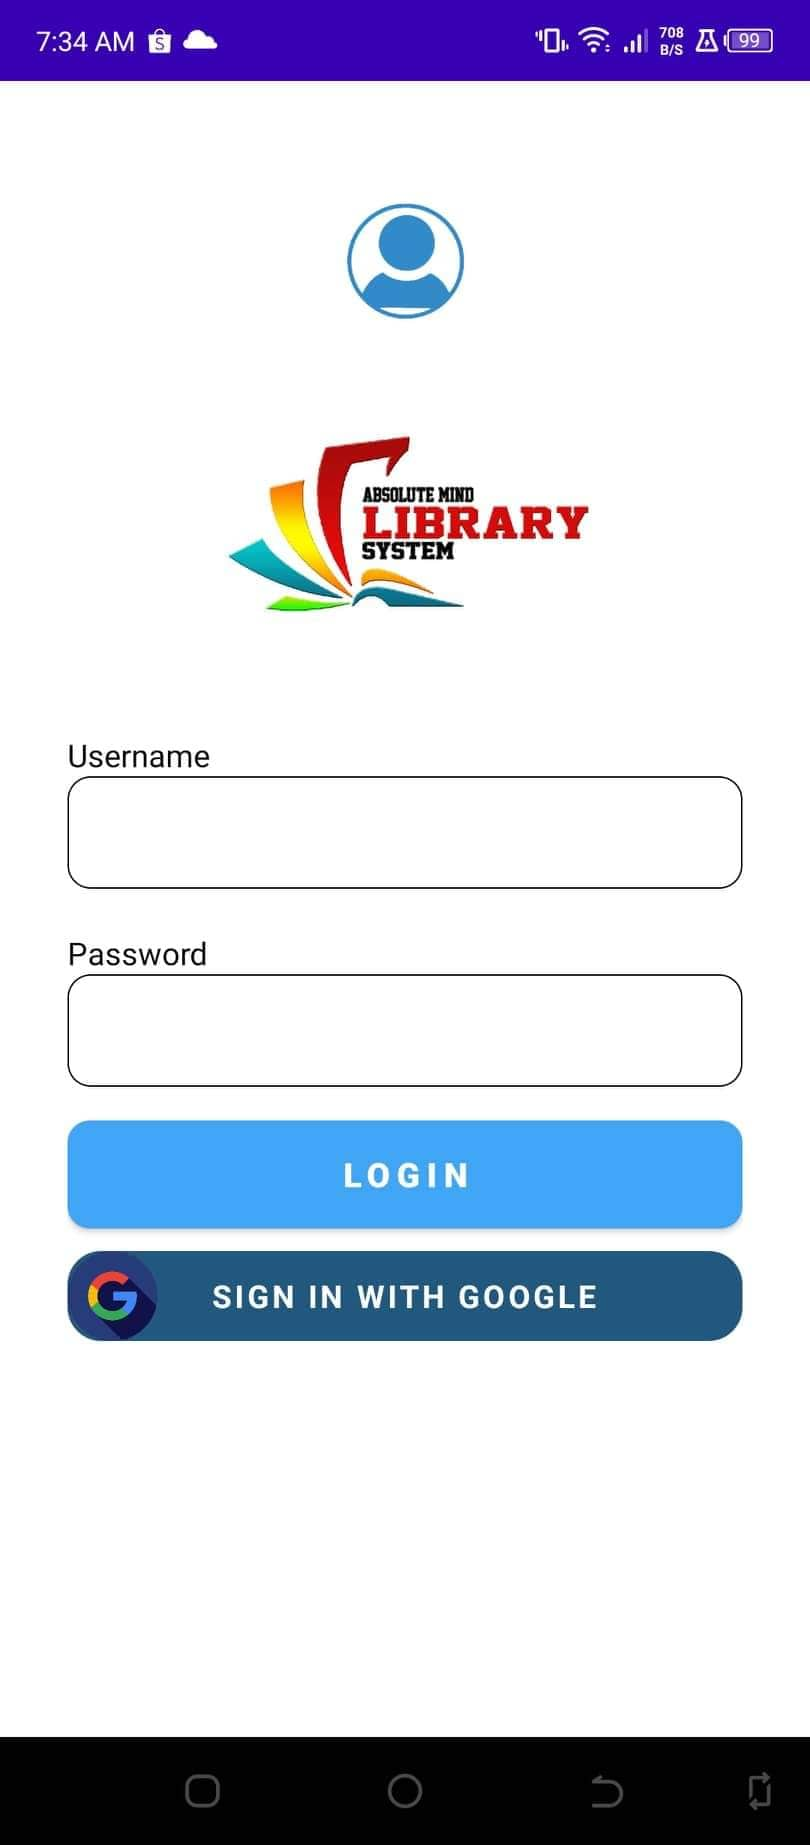 7:34 AM
708
B/S
99
ABSOLUTE MIND
LIBRARY
SYSTEM
Username
Password
LOGIN
SIGN IN WITH GOOGLE